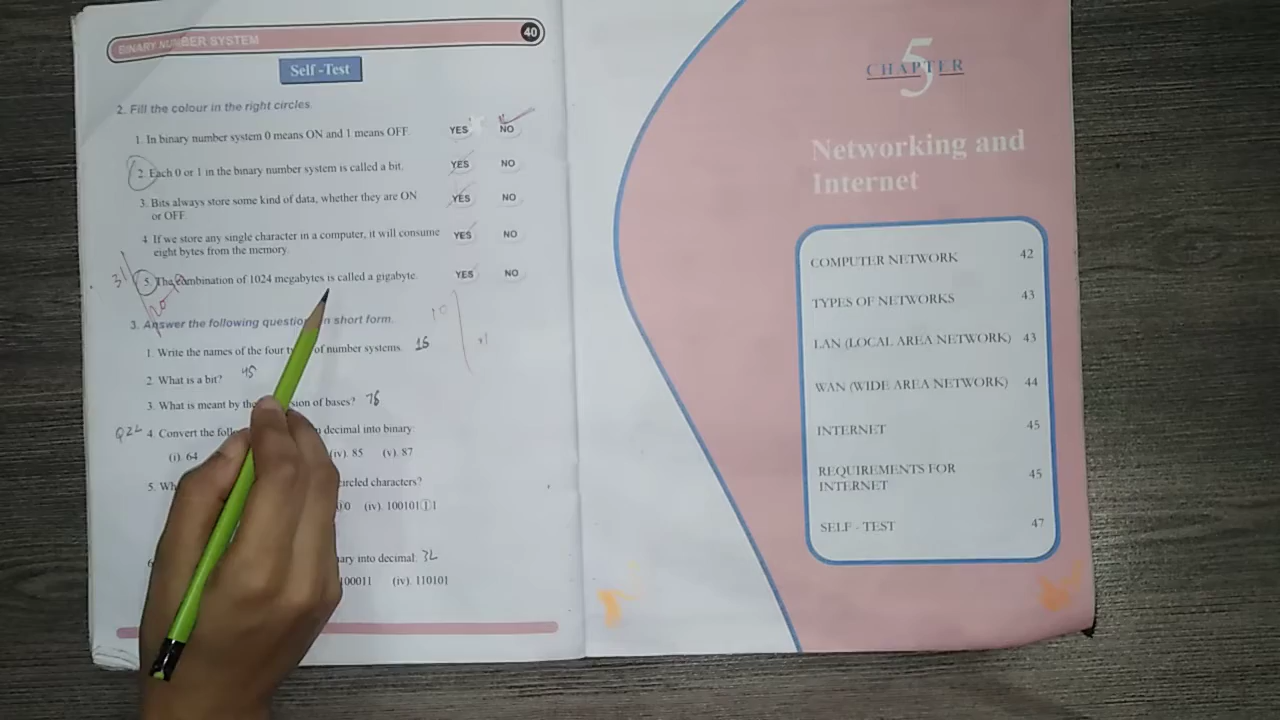 BINARY NUMBER SYSTEM
40
Self -Test
2. Fill the colour in the right circles.
1. In binary number system 0 means ON and 1 means OFF. YES NO
2. Each 0 or 1 in the binary number system is called a bit. YES NO
3. Bits always store some kind of data, whether they are ON YES NO
or OFF.
4. If we store any single character in a computer, it will consume YES NO
eight bytes from the memory.
5. The combination of 1024 megabytes is called a gigabyte. YES NO
3. Answer the following in short form.
1. Write the names of the four of number systems. 16
2. What is a bit? 45
3. What is meant by the of bases? 76
4. Convert the decimal into binary:
(i). 64 (iv). 85 (v). 87
5. circled characters?
(iv). 10010111
into decimal:
100011 (iv). 110101
CHAPTER
5
Networking and
Internet
COMPUTER NETWORK 42
TYPES OF NETWORKS 43
LAN (LOCAL AREA NETWORK) 43
WAN (WIDE AREA NETWORK) 44
INTERNET 45
REQUIREMENTS FOR
INTERNET 45
SELF - TEST 47